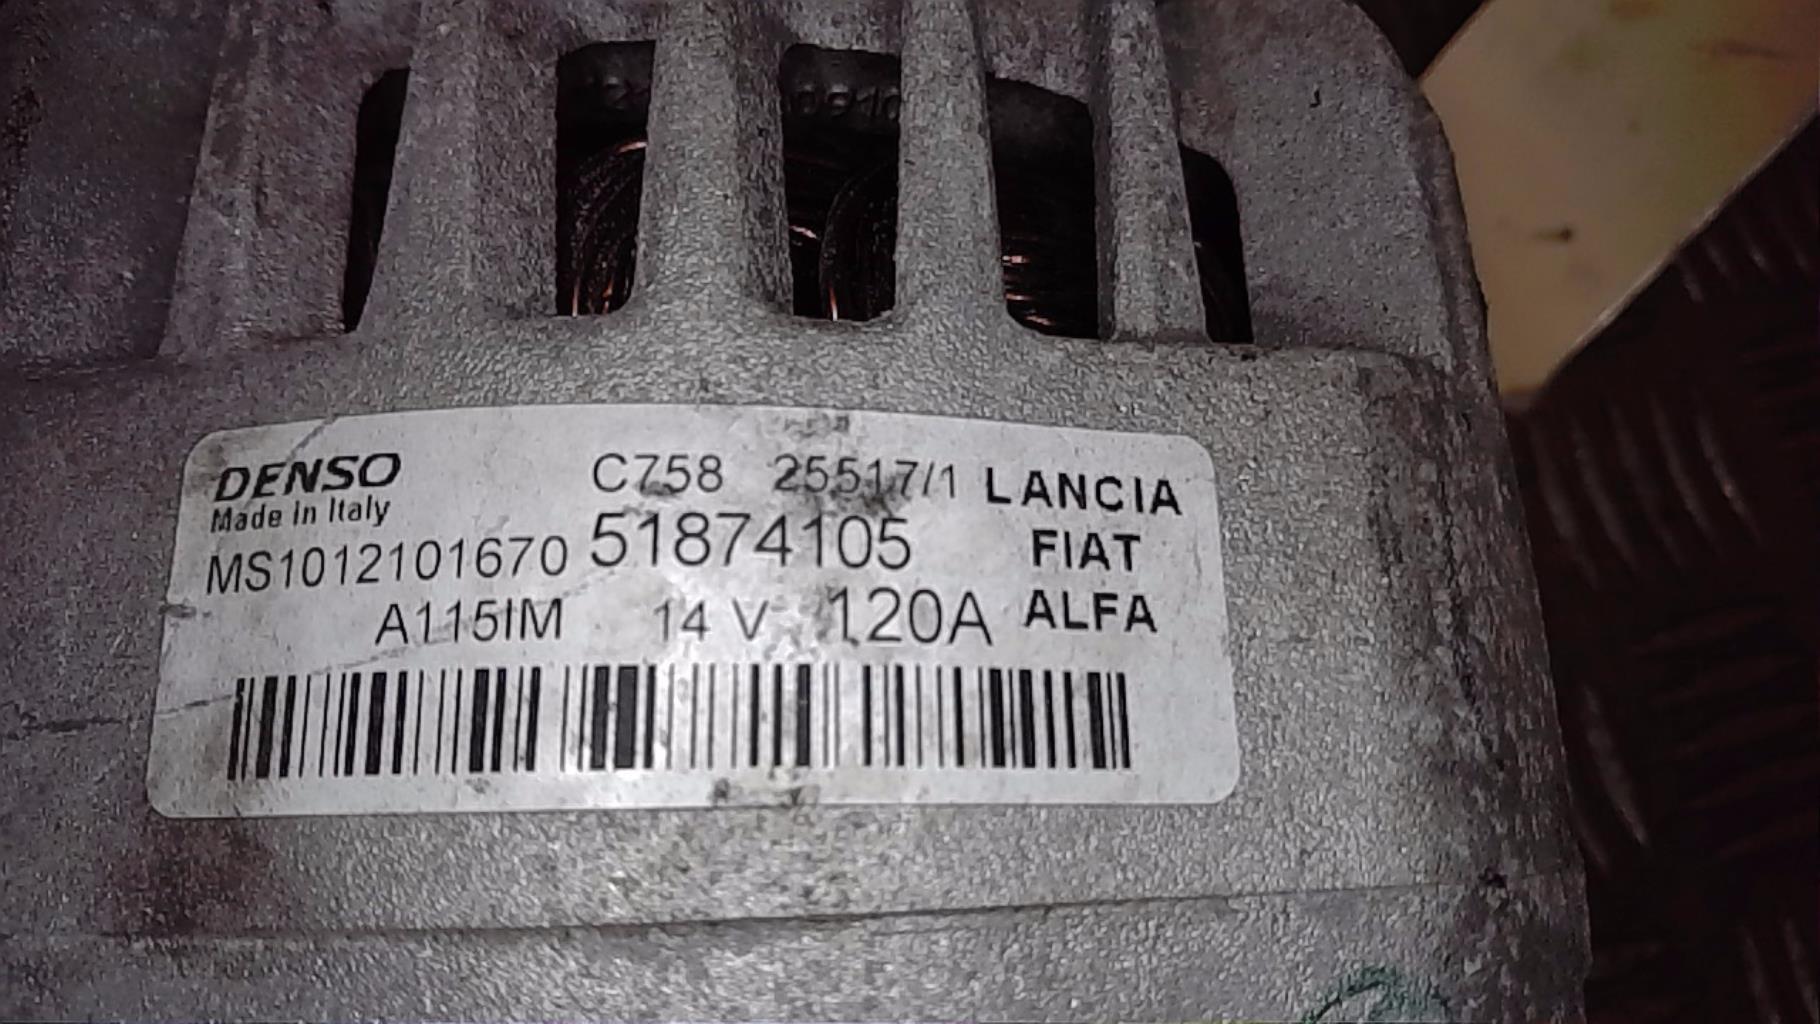 DENSO C758 25517/1 LANCIA
Made in Italy
MS1012101670 51874105 FIAT
A115IM 14 V 120A ALFA